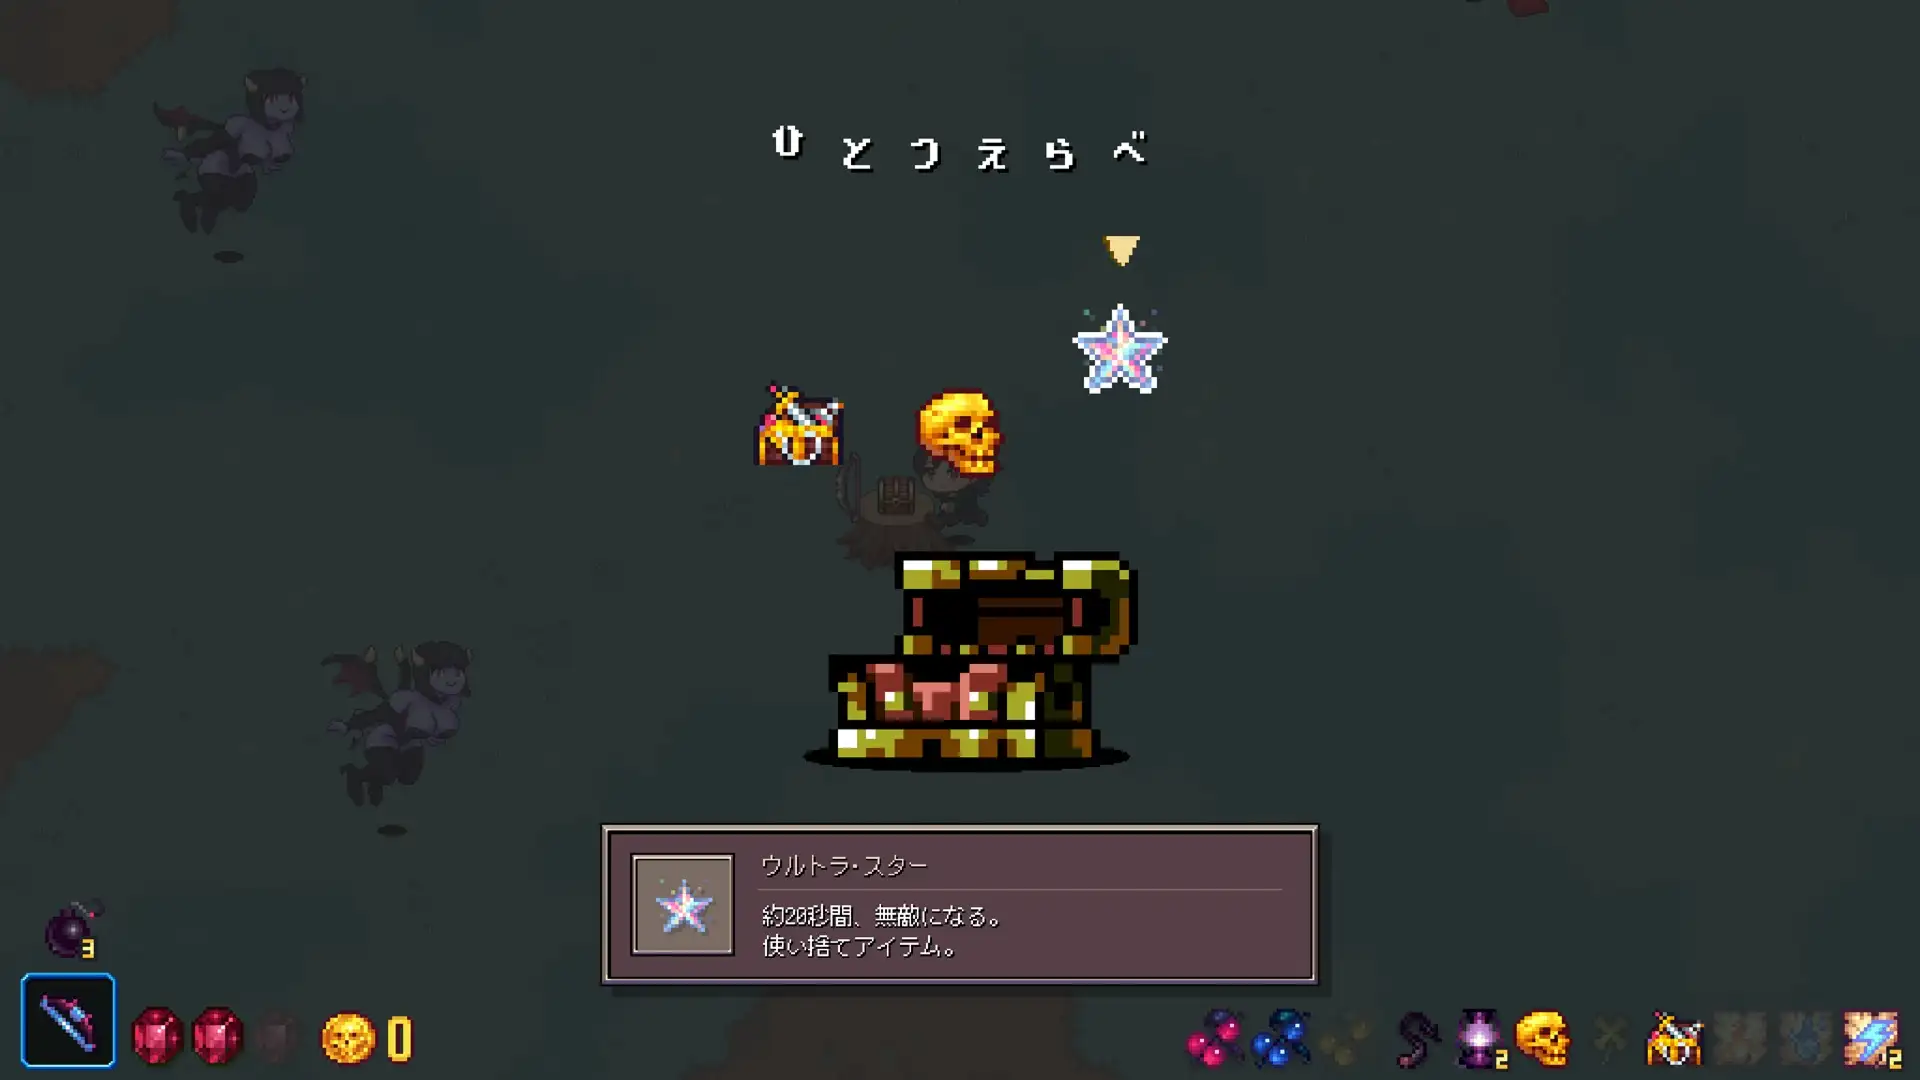 ひとつえらべ
ウルトラ・スター
約20秒間、無敵になる。
使い捨てアイテム。
3
0
2
2